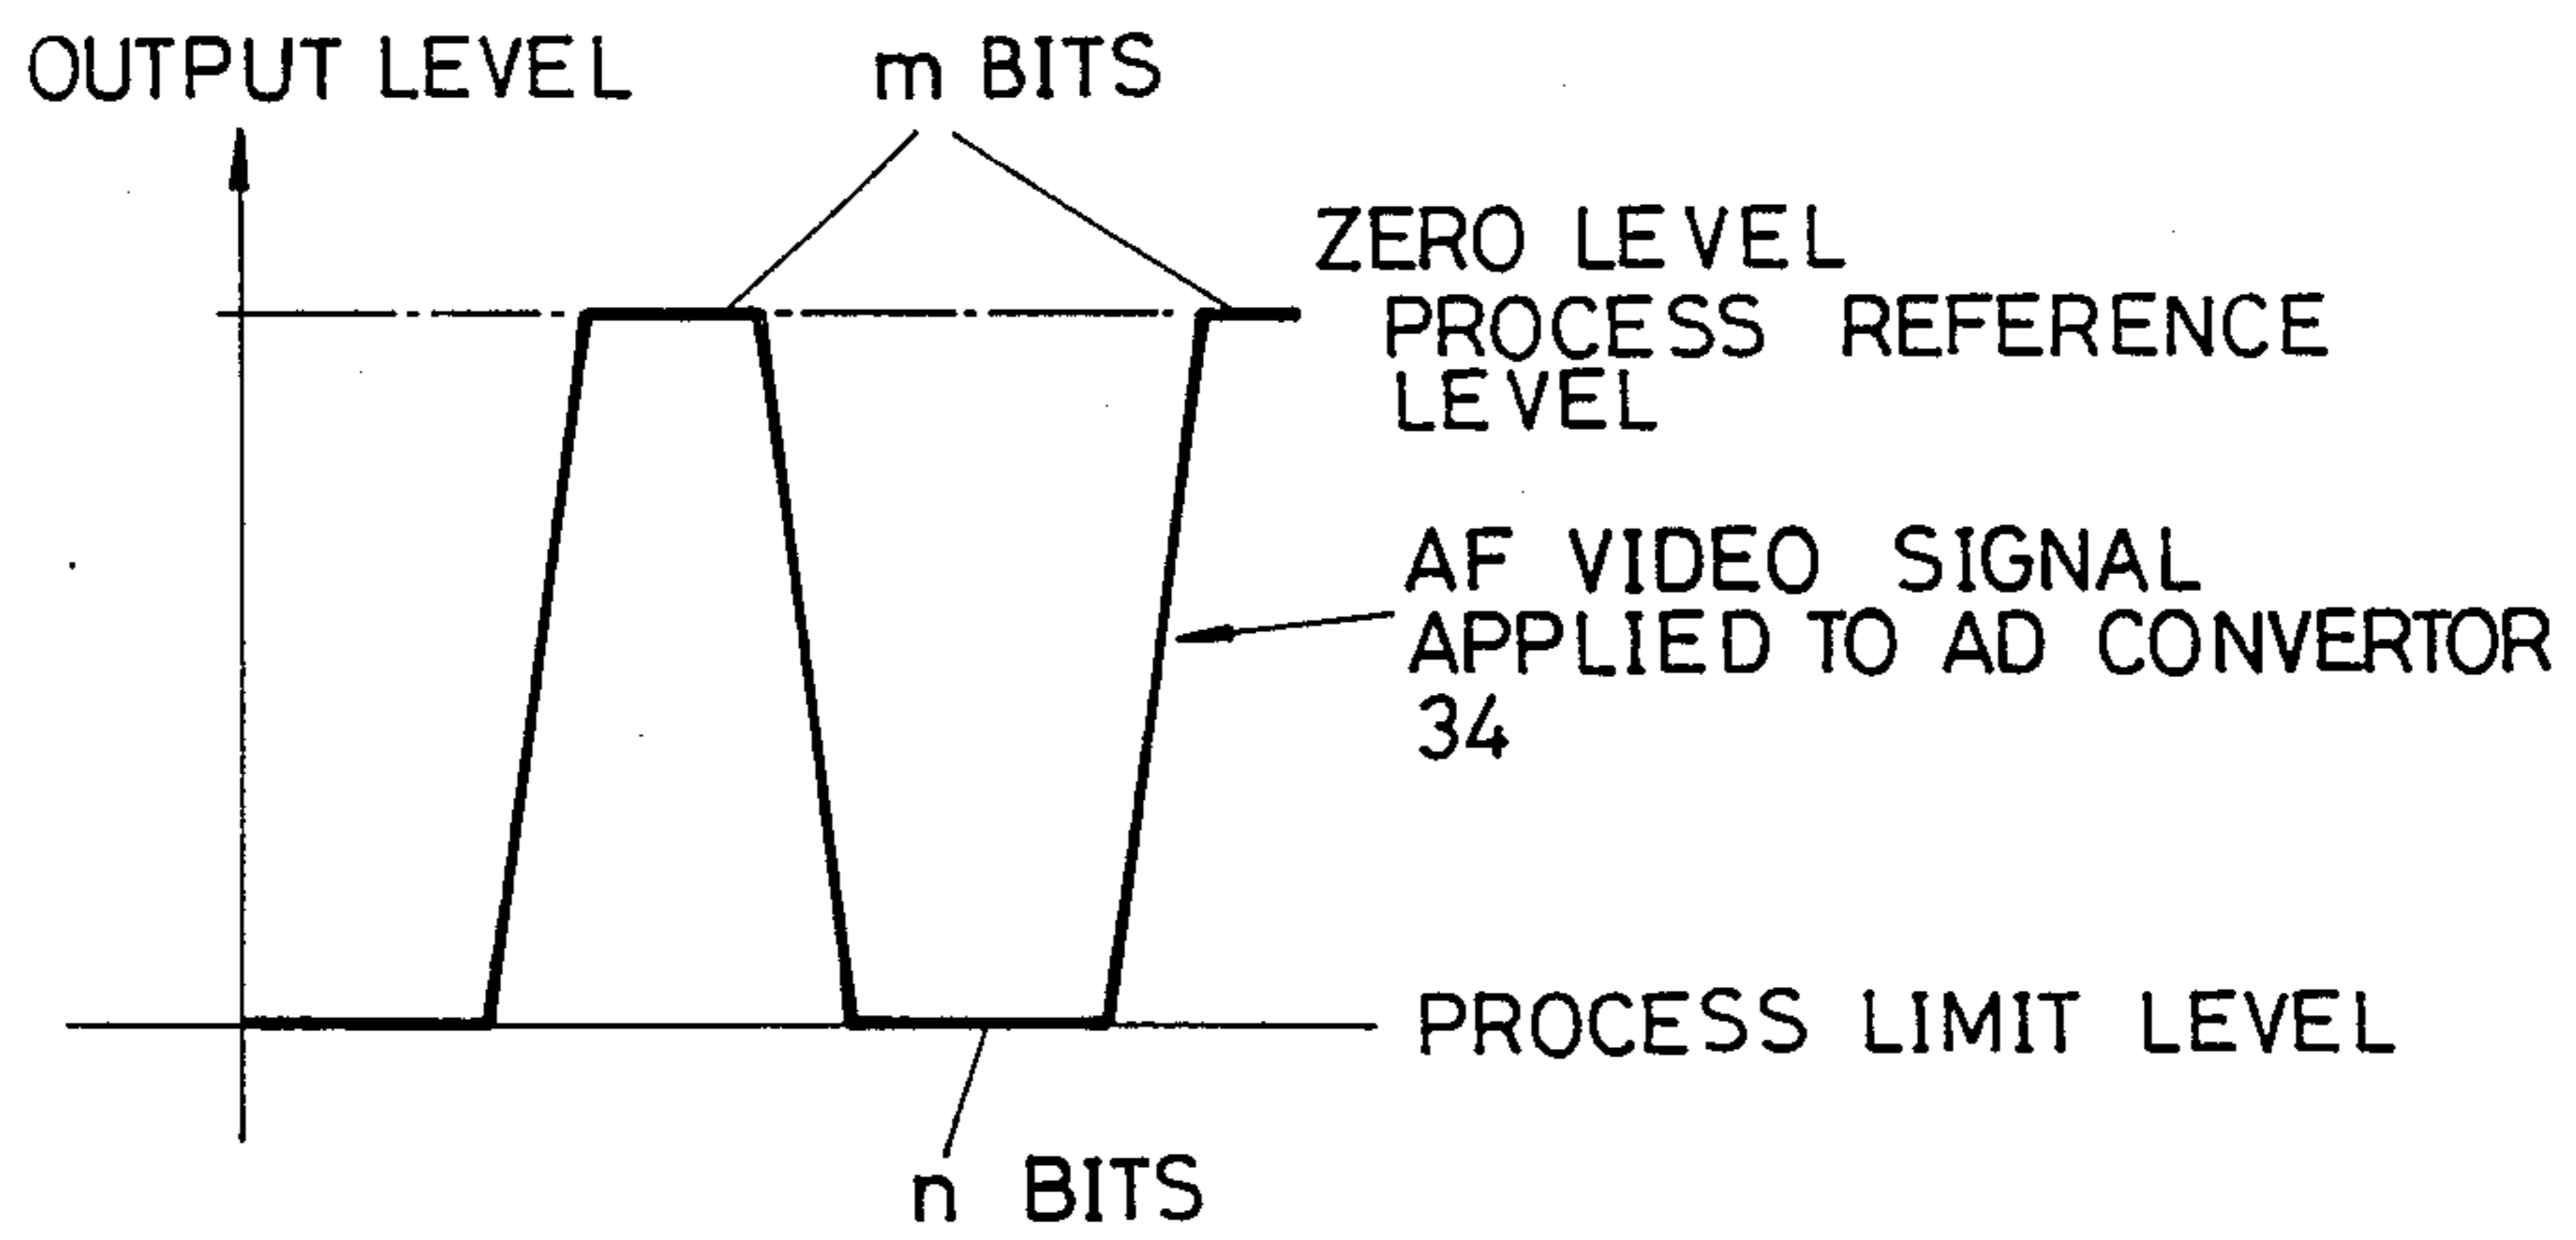 OUTPUT LEVEL
m BITS
ZERO LEVEL
PROCESS REFERENCE
LEVEL
AF VIDEO SIGNAL
APPLIED TO AD CONVERTOR
34
PROCESS LIMIT LEVEL
n BITS